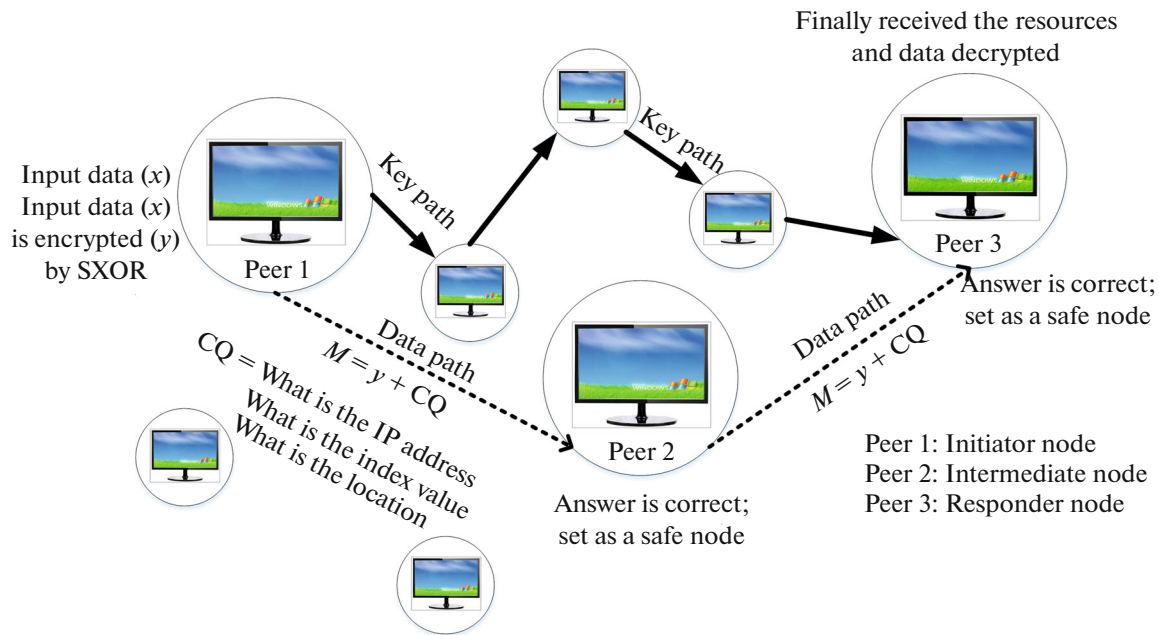 Finally received the resources
and data decrypted
Input data (x)
Input data (x)
is encrypted (y)
by SXOR
Peer 1
Key path
Key path
Peer 3
Answer is correct;
set as a safe node
Data path
M = y + CQ
CQ = What is the IP address
What is the index value
What is the location
Peer 2
Answer is correct;
set as a safe node
Data path
M = y + CQ
Peer 1: Initiator node
Peer 2: Intermediate node
Peer 3: Responder node